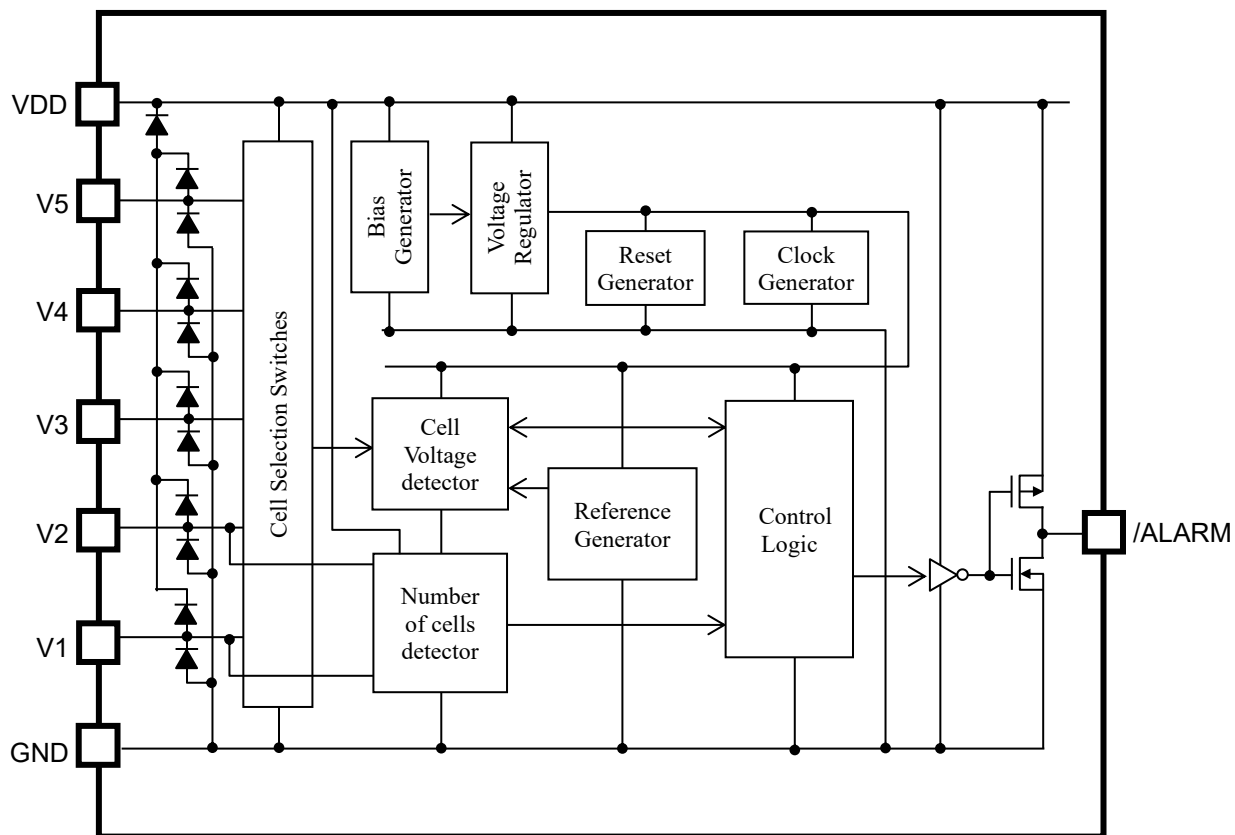 VDD
V5
V4
V3
V2
V1
GND
Cell Selection Switches
Bias
Generator
Voltage
Regulator
Reset
Generator
Clock
Generator
Cell
Voltage
detector
Reference
Generator
Number
of cells
detector
Control
Logic
/ALARM